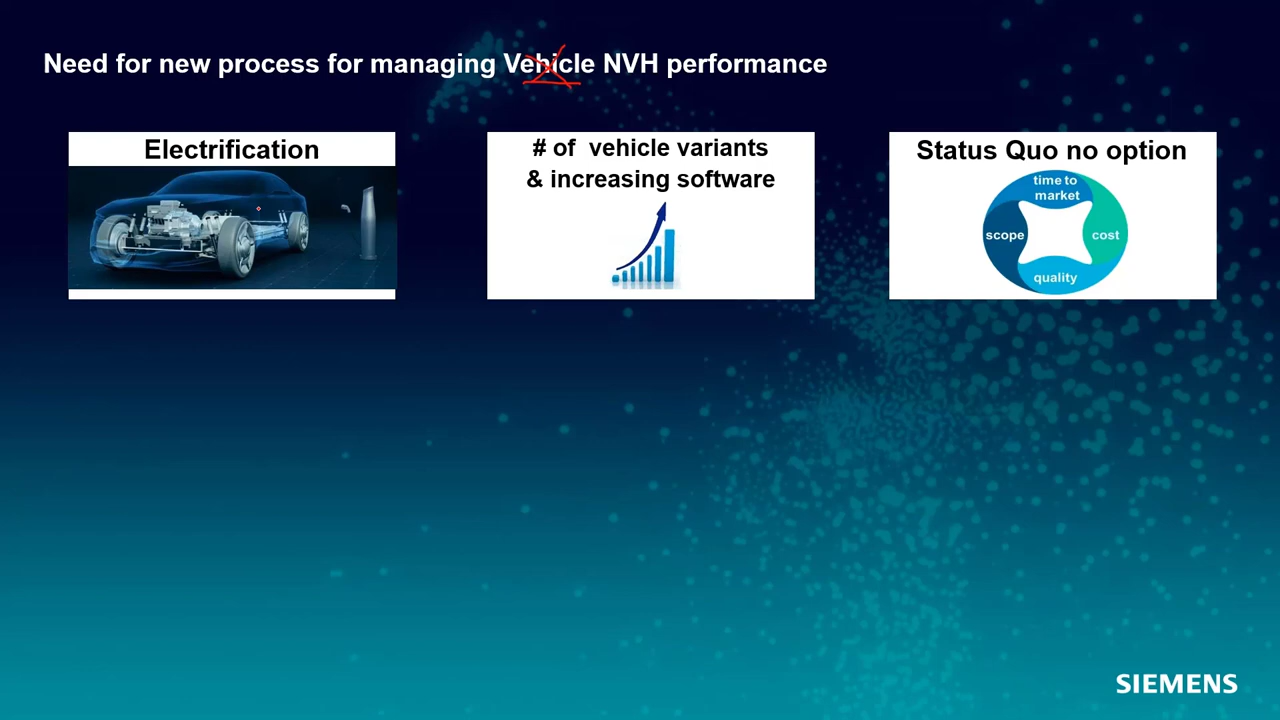 Need for new process for managing Vehicle NVH performance
Electrification
# of vehicle variants
& increasing software
Status Quo no option
time to
market
scope
cost
quality
SIEMENS